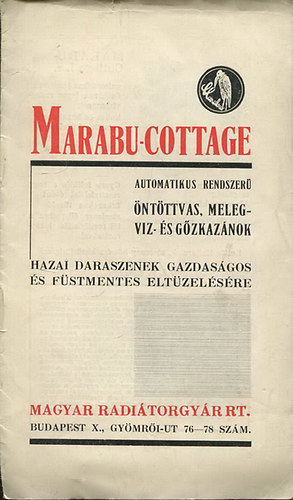 MARABU-COTTAGE
AUTOMATIKUS RENDSZERŰ
ÖNTÖTTVAS, MELEG-
VIZ- ÉS GŐZKAZÁNOK
HAZAI DARASZENEK GAZDASÁGOS
ÉS FÜSTMENTES ELTÜZELÉSÉRE
MAGYAR RADIÁTORGYÁR RT.
BUDAPEST X., GYÖMRŐI-UT 76—78 SZÁM.